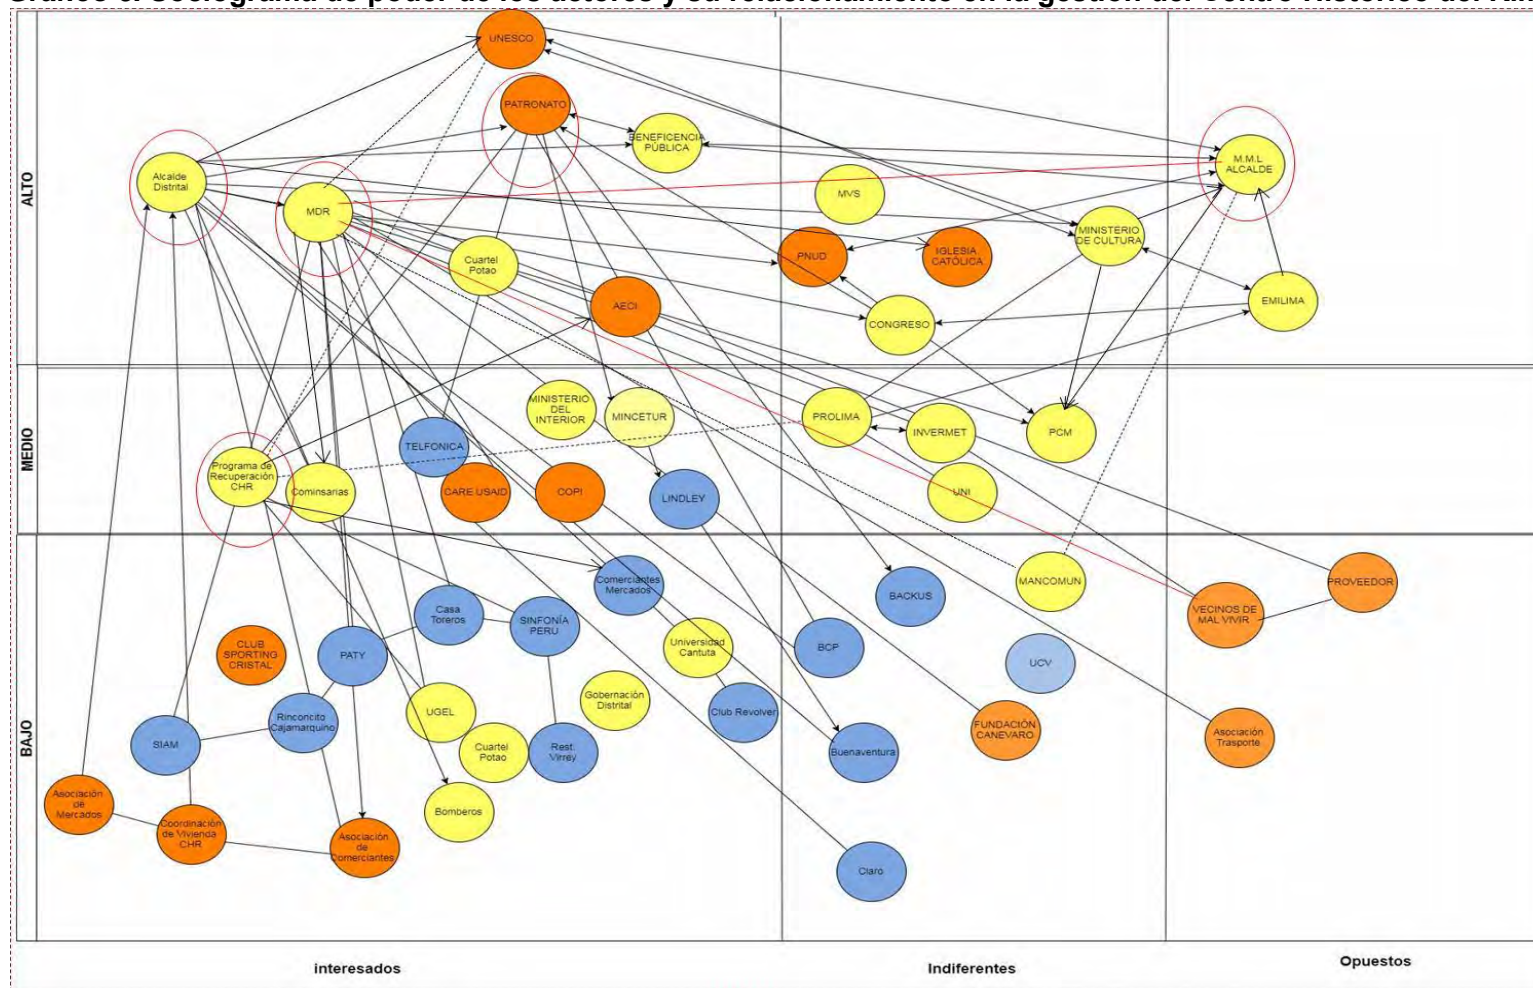 ALTO
UNESCO
PATRONATO
BENEFICENCIA
PÚBLICA
Alcalde
Distrital
MDR
Cuartel
Potao
AECI
MVS
PNUD
IGLESIA
CATÓLICA
CONGRESO
MINISTERIO
DE CULTURA
M.M.L
ALCALDE
EMILIMA
MEDIO
MINISTERIO
DEL
INTERIOR
MINCETUR
TELFONICA
Programa de
Recuperación
CHR
Cominsarias
CARE USAID
COPI
LINDLEY
PROLIMA
INVERMET
PCM
UNI
BAJO
Comerciantes
Mercados
Casa
Toreros
SINFONÍA
PERU
CLUB
SPORTING
CRISTAL
PATY
Universidad
Cantuta
Gobernación
Distrital
UGEL
Rinconcito
Cajamarquino
SIAM
Cuartel
Potao
Rest.
Virrey
Club Revolver
Bomberos
Asociación
de
Mercados
Coordinación
de Vivienda
CHR
Asociación
de
Comerciantes
BACKUS
MANCOMUN
BCP
UCV
FUNDACIÓN
CANEVARO
Buenaventura
Claro
VECINOS DE
MAL VIVIR
PROVEEDOR
Asociación
Trasporte
interesados
Indiferentes
Opuestos